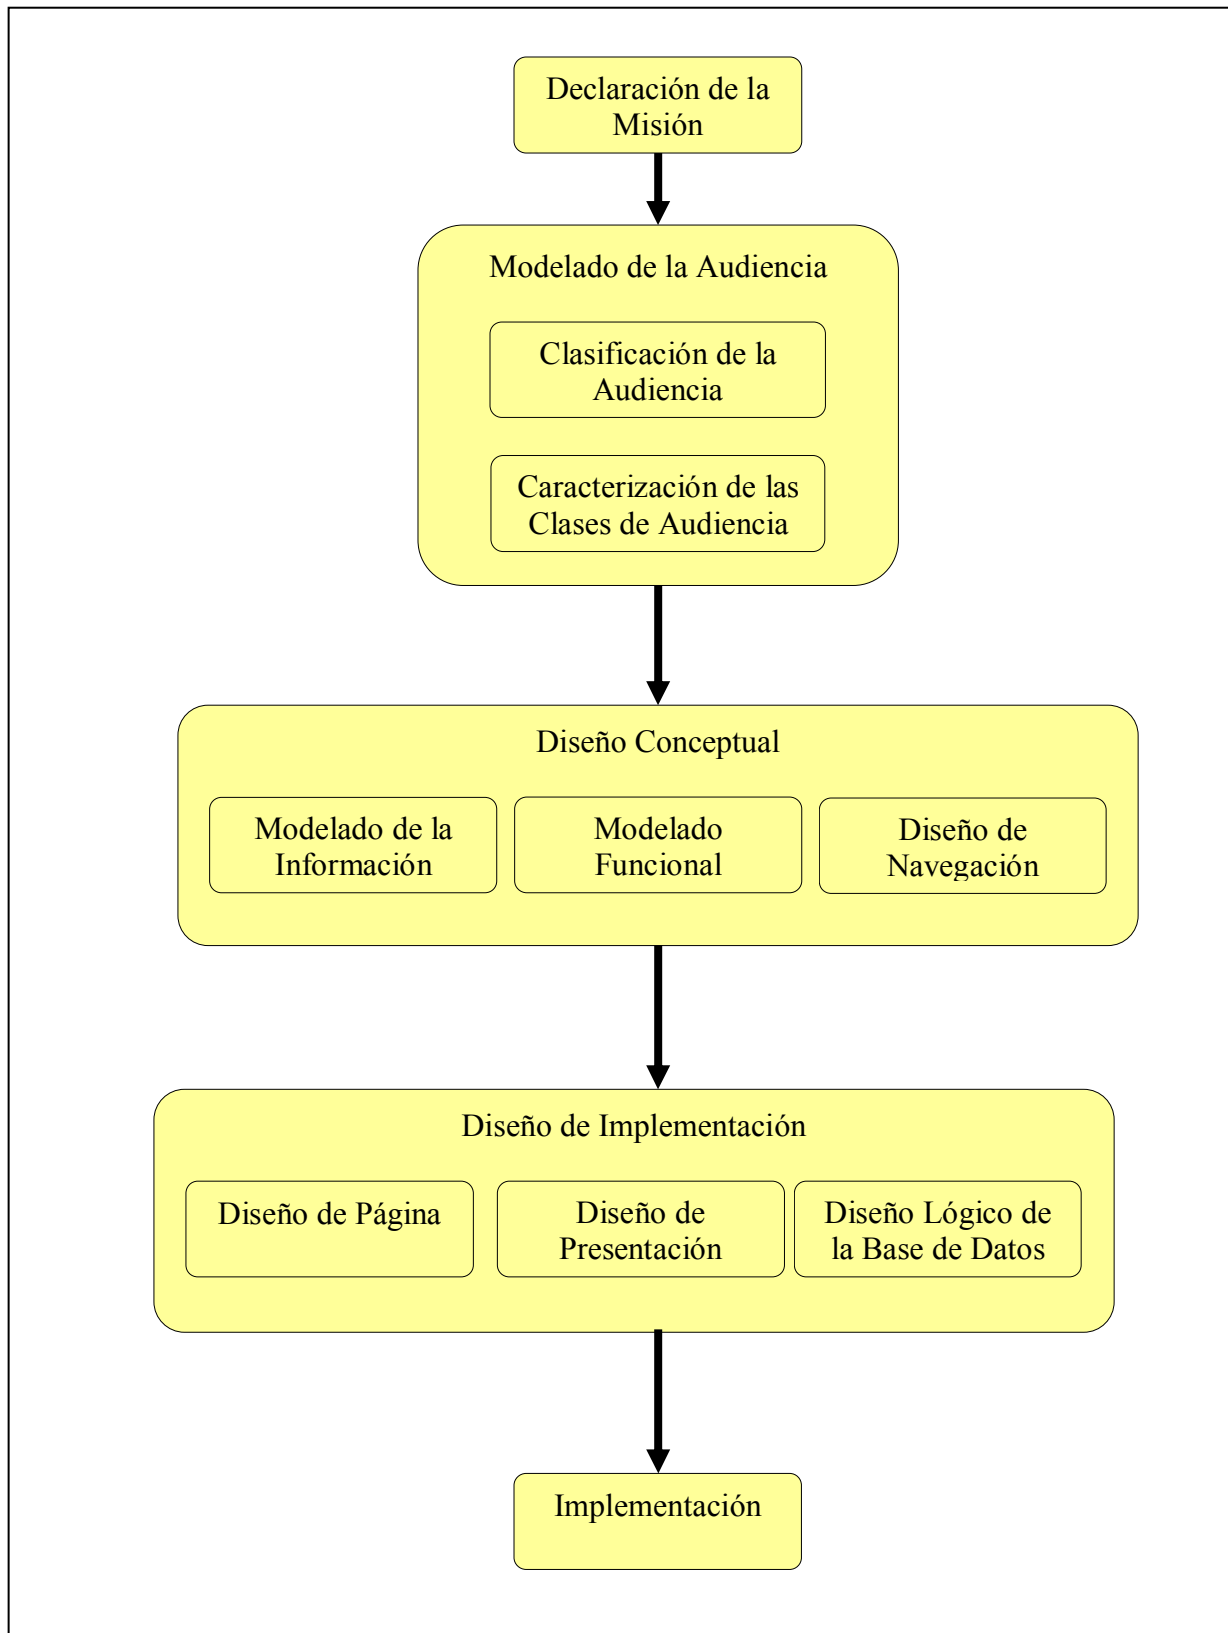 Declaración de la
Misión
Modelado de la Audiencia
Clasificación de la
Audiencia
Caracterización de las
Clases de Audiencia
Diseño Conceptual
Modelado de la
Información
Modelado
Funcional
Diseño de
Navegación
Diseño de Implementación
Diseño de Página
Diseño de
Presentación
Diseño Lógico de
la Base de Datos
Implementación